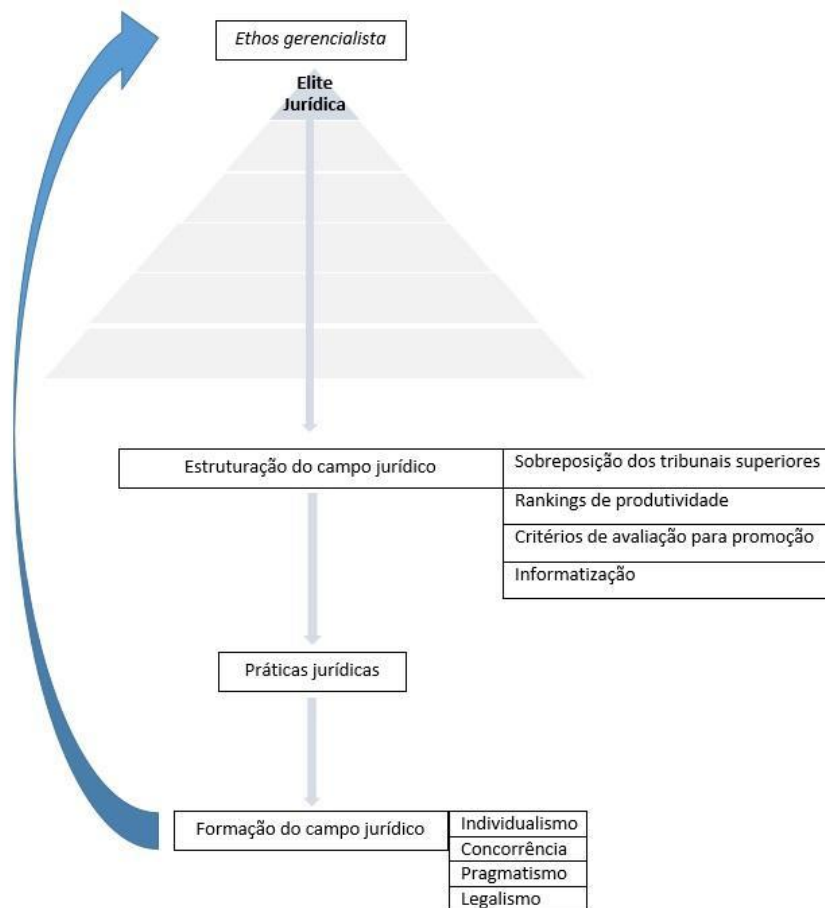 Ethos gerencialista
Elite
Jurídica
Estruturação do campo jurídico
Sobreposição dos tribunais superiores
Rankings de produtividade
Critérios de avaliação para promoção
Informatização
Práticas jurídicas
Formação do campo jurídico
Individualismo
Concorrência
Pragmatismo
Legalismo